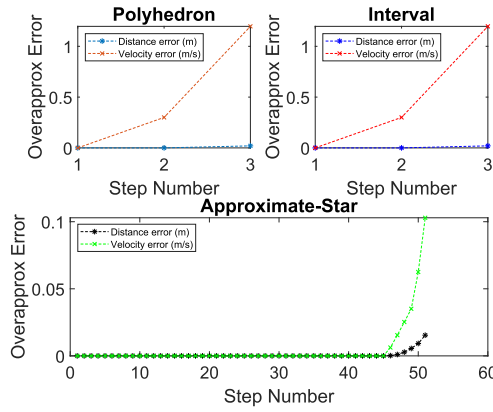 Polyhedron
Overapprox Error
1
0.5
0
Distance error (m)
Velocity error (m/s)
1 2 3
Step Number
Interval
Overapprox Error
1
0.5
0
Distance error (m)
Velocity error (m/s)
1 2 3
Step Number
Approximate-Star
Overapprox Error
0.1
0.05
0
Distance error (m)
Velocity error (m/s)
0 10 20 30 40 50 60
Step Number